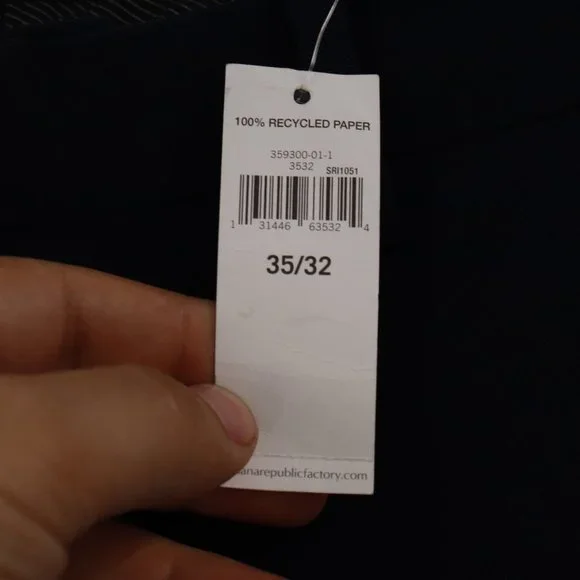 100% RECYCLED PAPER
359300-01-1
3532 SRI1051
1 31446 63532 4
35/32
anarepublicfactory.com